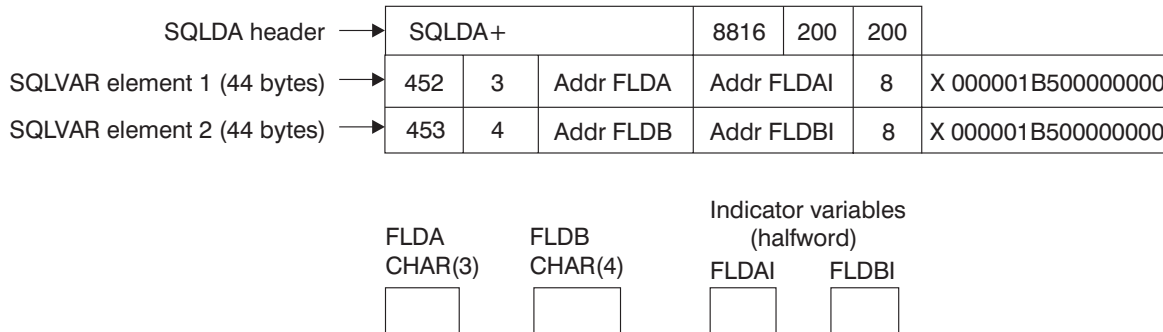 SQLDA header SQLDA+ 8816 200 200
SQLVAR element 1 (44 bytes) 452 3 Addr FLDA Addr FLDAI 8 X 000001B500000000
SQLVAR element 2 (44 bytes) 453 4 Addr FLDB Addr FLDBI 8 X 000001B500000000
Indicator variables
(halfword)
FLDA FLDB
CHAR(3) CHAR(4) FLDAI FLDBI